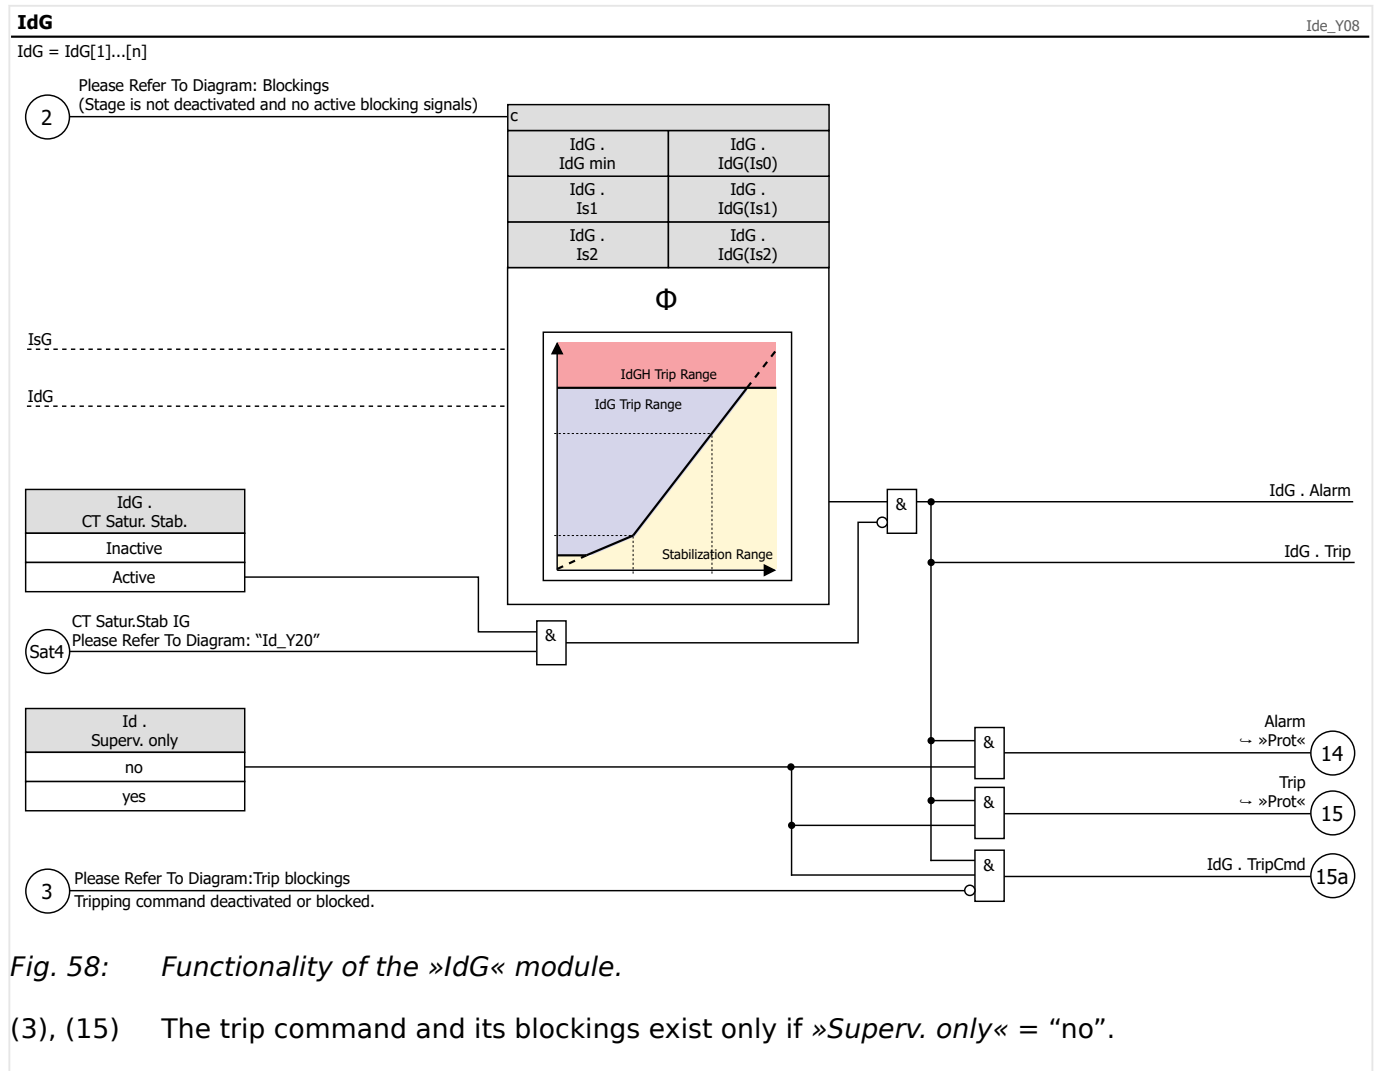 IdG
Ide_Y08
IdG = IdG[1]...[n]
Please Refer To Diagram: Blockings
(Stage is not deactivated and no active blocking signals)
2
c
IdG .
IdG min
IdG .
IdG(Is0)
IdG .
Is1
IdG .
IdG(Is1)
IdG .
Is2
IdG .
IdG(Is2)
Φ
IsG
IdG
IdGH Trip Range
IdG Trip Range
Stabilization Range
IdG .
CT Satur. Stab.
Inactive
Active
&
IdG . Alarm
IdG . Trip
CT Satur.Stab IG
Please Refer To Diagram: “Id_Y20”
Sat4
&
Id .
Superv. only
no
yes
&
Alarm
↪ »Prot«
14
&
Trip
↪ »Prot«
15
&
IdG . TripCmd
15a
3
Please Refer To Diagram:Trip blockings
Tripping command deactivated or blocked.
Fig. 58: Functionality of the »IdG« module.
(3), (15) The trip command and its blockings exist only if »Superv. only« = “no”.